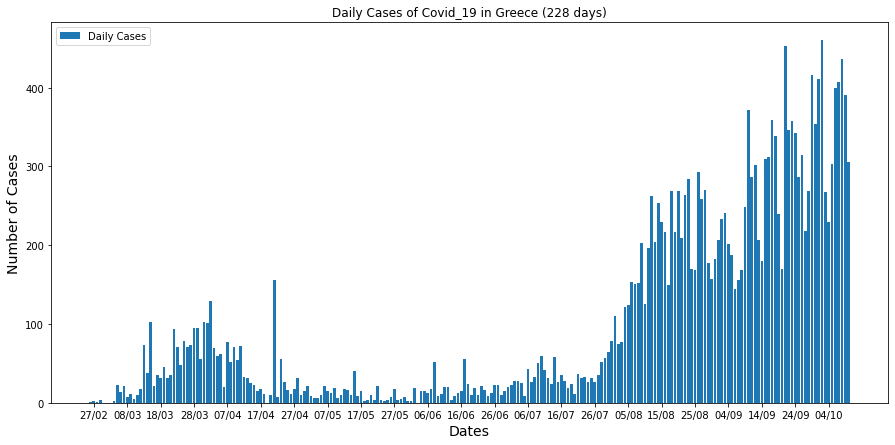 Daily Cases of Covid_19 in Greece (228 days)
Daily Cases
Number of Cases
400
300
200
100
0
27/02 08/03 18/03 28/03 07/04 17/04 27/04 07/05 17/05 27/05 06/06 16/06 26/06 06/07 16/07 26/07 05/08 15/08 25/08 04/09 14/09 24/09 04/10
Dates